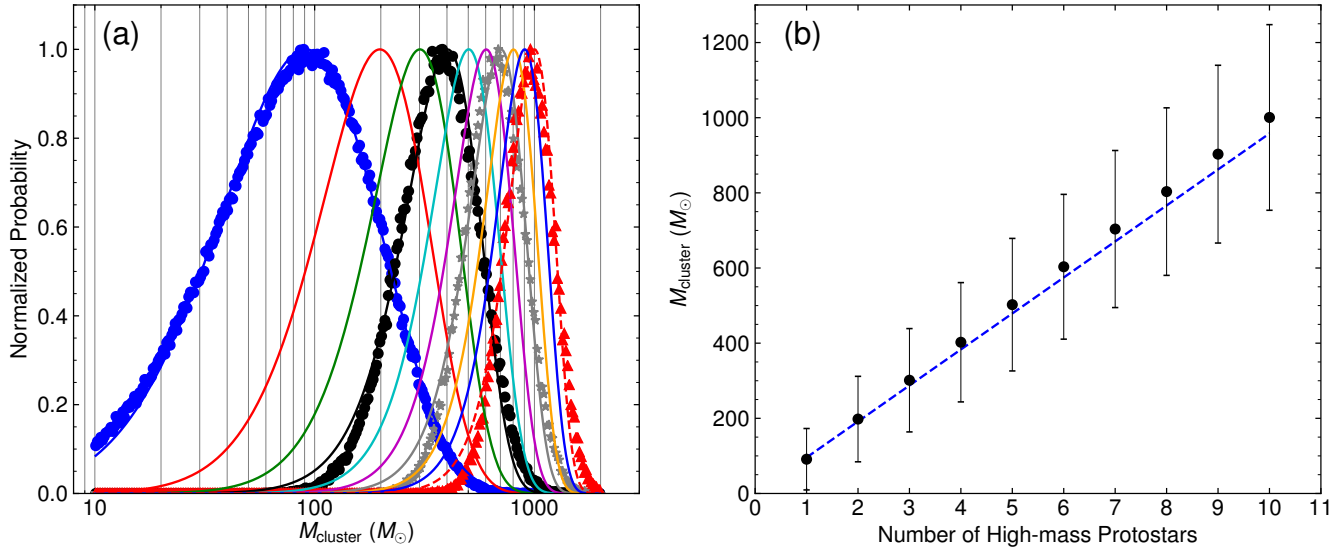 (a)
1.0
0.8
0.6
0.4
0.2
0.0
Normalized Probability
10
100
1000
M_cluster (M_⊙)
(b)
1200
1000
800
600
400
200
0
M_cluster (M_⊙)
0 1 2 3 4 5 6 7 8 9 10 11
Number of High-mass Protostars